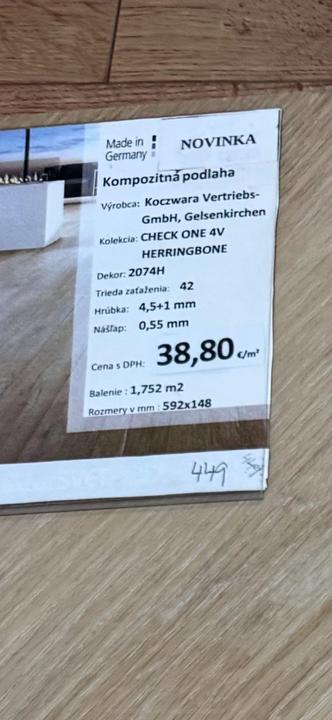 Made in
Germany
NOVINKA
Kompozitná podlaha
Výrobca: Koczwara Vertriebs-
GmbH, Gelsenkirchen
Kolekcia: CHECK ONE 4V
HERRINGBONE
Dekor: 2074H
Trieda zaťaženia: 42
Hrúbka: 4,5+1 mm
Nášľap: 0,55 mm
Cena s DPH: 38,80 €/m²
Balenie : 1,752 m2
Rozmery v mm : 592x148
449